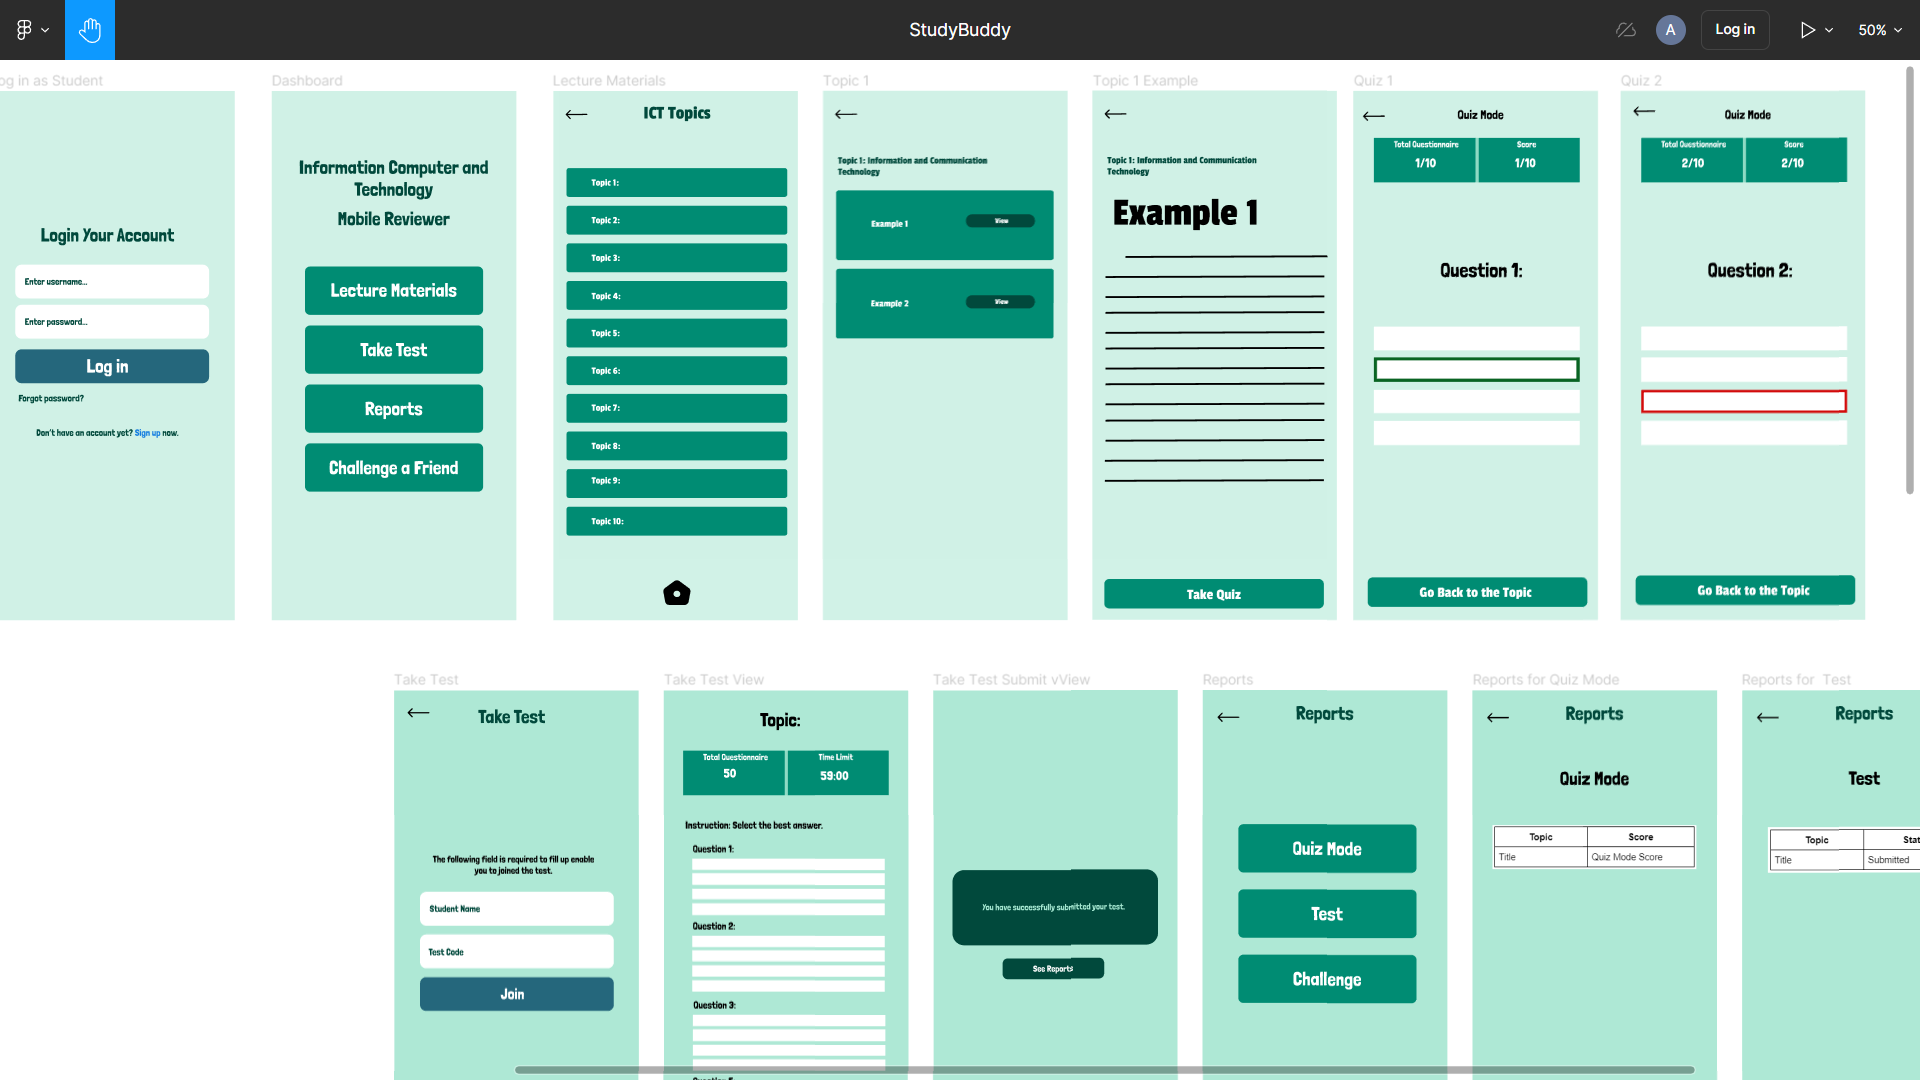 StudyBuddy
A
Log in
50%
og in as Student
Login Your Account
Enter username...
Enter password...
Log in
Forgot password?
Don't have an account yet? Sign up now.
Dashboard
Information Computer and
Technology
Mobile Reviewer
Lecture Materials
Take Test
Reports
Challenge a Friend
Lecture Materials
ICT Topics
Topic 1:
Topic 2:
Topic 3:
Topic 4:
Topic 5:
Topic 6:
Topic 7:
Topic 8:
Topic 9:
Topic 10:
Topic 1
Topic 1: Information and Communication
Technology
Example 1
View
Example 2
View
Topic 1 Example
Topic 1: Information and Communication
Technology
Example 1
Take Quiz
Quiz 1
Quiz Mode
Total Questionnaire
1/10
Score
1/10
Question 1:
Go Back to the Topic
Quiz 2
Quiz Mode
Total Questionnaire
2/10
Score
2/10
Question 2:
Go Back to the Topic
Take Test
Take Test
The following field is required to fill up enable
you to joined the test.
Student Name
Test Code
Join
Take Test View
Topic:
Total Questionnaire
50
Time Limit
59:00
Instruction: Select the best answer.
Question 1:
Question 2:
Question 3:
Take Test Submit vView
You have successfully submitted your test.
See Reports
Reports
Reports
Quiz Mode
Test
Challenge
Reports for Quiz Mode
Reports
Quiz Mode
Topic Score
Title Quiz Mode Score
Reports for Test
Reports
Test
Topic Stat
Title Submitted